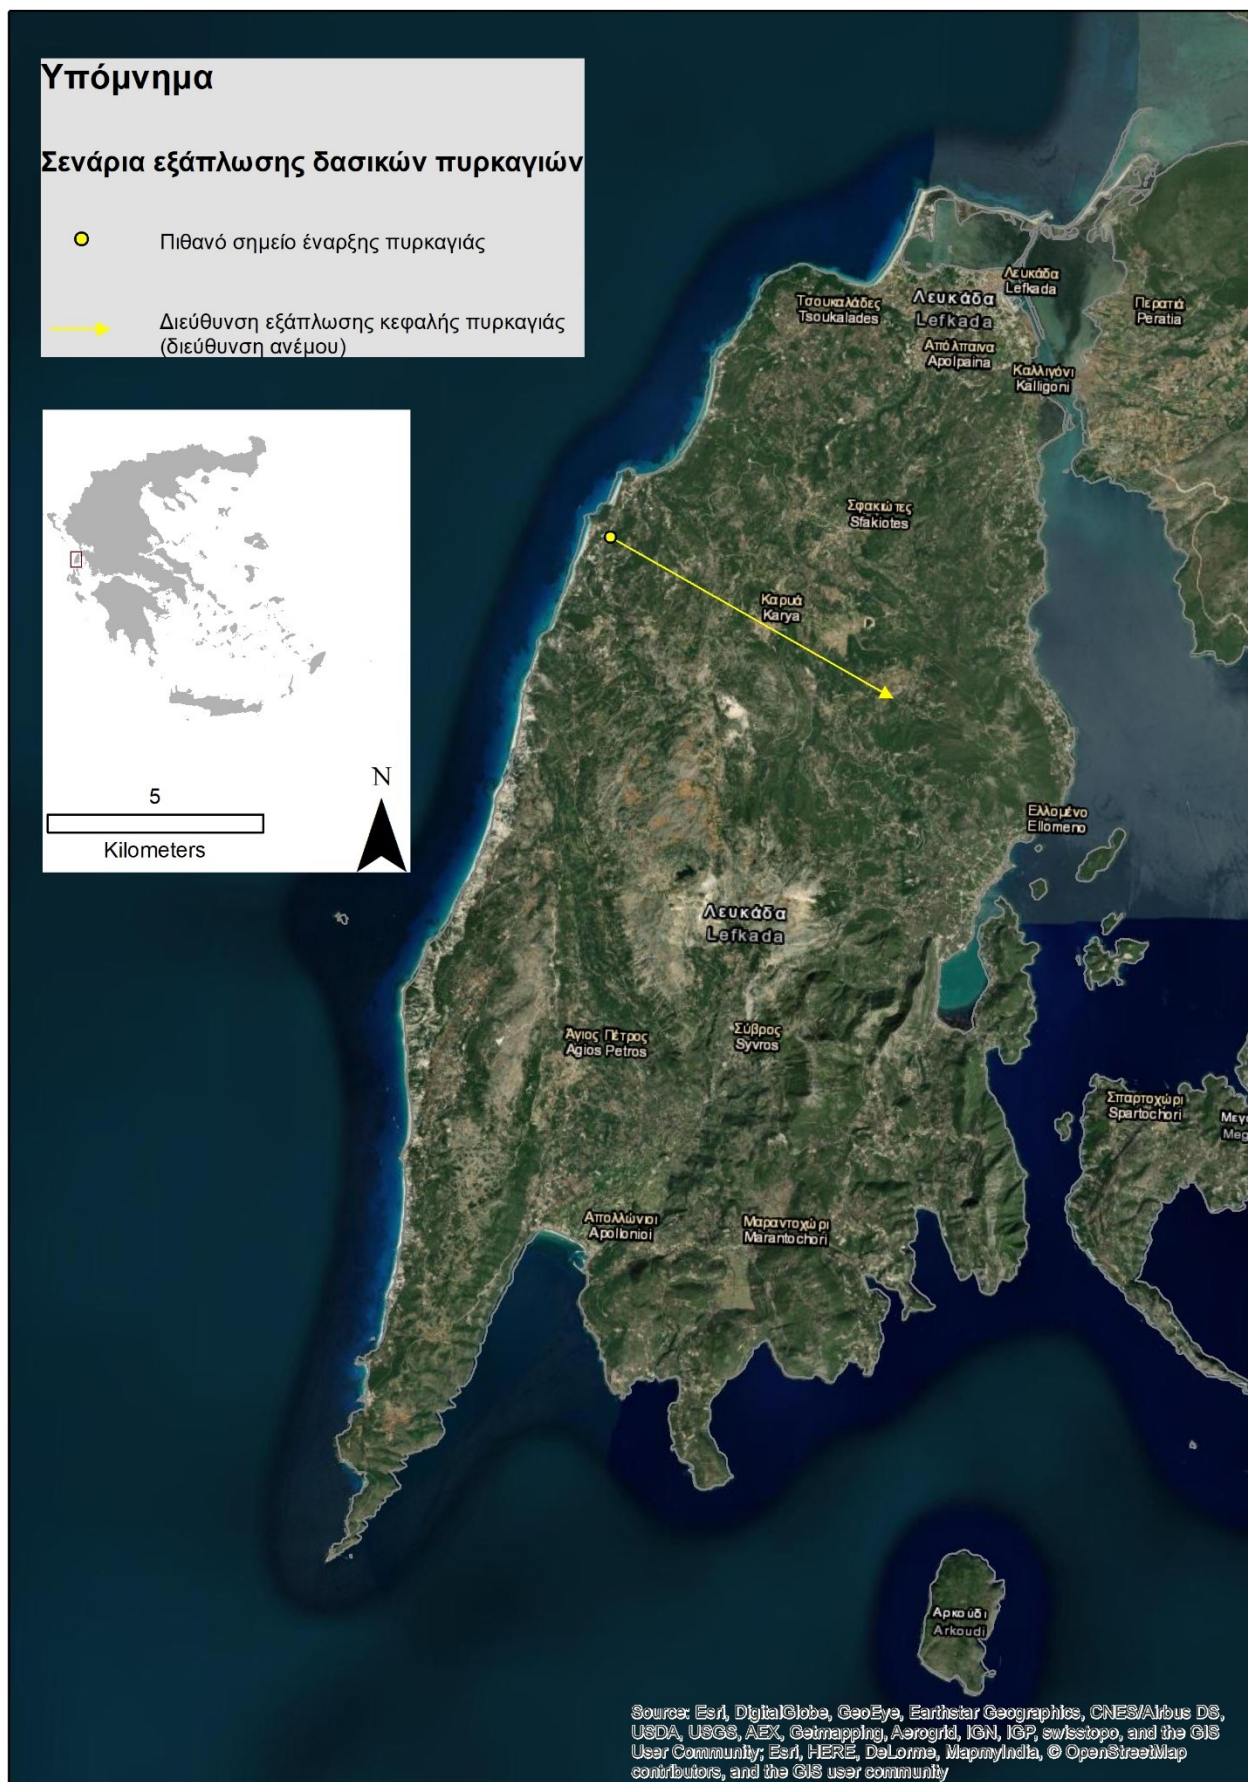 Υπόμνημα
Σενάρια εξάπλωσης δασικών πυρκαγιών
Πιθανό σημείο έναρξης πυρκαγιάς
Διεύθυνση εξάπλωσης κεφαλής πυρκαγιάς
(διεύθυνση ανέμου)
5
Kilometers
N
Λευκάδα
Lefkada
Τσουκαλάδες
Tsoukalades
Λευκάδα
Lefkada
Περατιά
Peratia
Απόλπαινα
Apolpaina
Καλλιγόνι
Kalligoni
Σφακιώτες
Sfakiotes
Καρυά
Karya
Ελλομένο
Ellomeno
Λευκάδα
Lefkada
Άγιος Πέτρος
Agios Petros
Σύβρος
Syvros
Σπαρτοχώρι
Spartochori
Μεγ
Meg
Απολλώνιοι
Apollonioi
Μαραντοχώρι
Marantochori
Αρκούδι
Arkoudi
Source: Esri, DigitalGlobe, GeoEye, Earthstar Geographics, CNES/Airbus DS,
USDA, USGS, AEX, Getmapping, Aerogrid, IGN, IGP, swisstopo, and the GIS
User Community; Esri, HERE, DeLorme, MapmyIndia, © OpenStreetMap
contributors, and the GIS user community